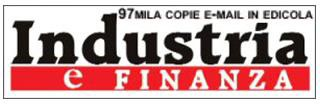 97MILA COPIE E-MAIL IN EDICOLA
Industria
e FINANZA